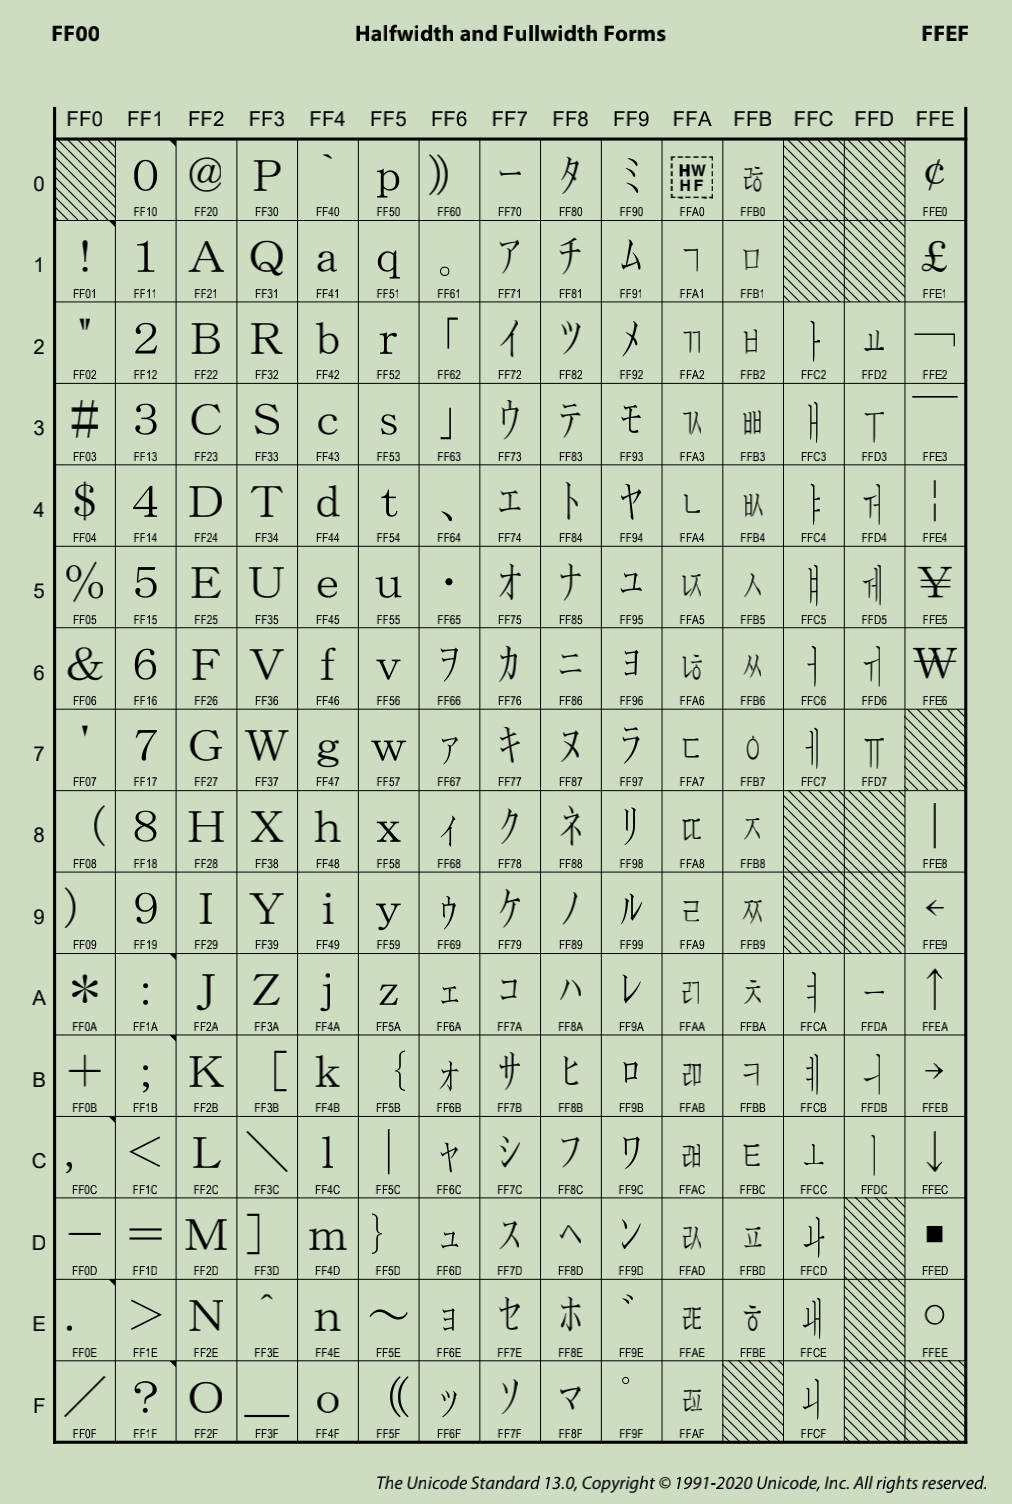 FF00 Halfwidth and Fullwidth Forms FFEF
FF0 FF1 FF2 FF3 FF4 FF5 FF6 FF7 FF8 FF9 FFA FFB FFC FFD FFE
0 0 @ P ` p ⦆ ー タ ミ HW HF ㅀ ¢
FF10 FF20 FF30 FF40 FF50 FF60 FF70 FF80 FF90 FFA0 FFB0 FFE0
1 ! 1 A Q a q 。 ア チ ム ㄱ ㅁ £
FF01 FF11 FF21 FF31 FF41 FF51 FF61 FF71 FF81 FF91 FFA1 FFB1 FFE1
2 " 2 B R b r 「 イ ツ メ ㄲ ㅂ ㅏ ㅛ ¬
FF02 FF12 FF22 FF32 FF42 FF52 FF62 FF72 FF82 FF92 FFA2 FFB2 FFC2 FFD2 FFE2
3 # 3 C S c s 」 ウ テ モ ㄳ ㅃ ㅐ ㅜ ¯
FF03 FF13 FF23 FF33 FF43 FF53 FF63 FF73 FF83 FF93 FFA3 FFB3 FFC3 FFD3 FFE3
4 $ 4 D T d t 、 エ ト ヤ ㄴ ㅄ ㅑ ㅝ ¦
FF04 FF14 FF24 FF34 FF44 FF54 FF64 FF74 FF84 FF94 FFA4 FFB4 FFC4 FFD4 FFE4
5 % 5 E U e u ・ オ ナ ユ ㄵ ㅅ ㅒ ㅞ ¥
FF05 FF15 FF25 FF35 FF45 FF55 FF65 FF75 FF85 FF95 FFA5 FFB5 FFC5 FFD5 FFE5
6 & 6 F V f v ヲ カ ニ ヨ ㄶ ㅆ ㅓ ㅟ ₩
FF06 FF16 FF26 FF36 FF46 FF56 FF66 FF76 FF86 FF96 FFA6 FFB6 FFC6 FFD6 FFE6
7 ' 7 G W g w ァ キ ヌ ラ ㄷ ㅇ ㅔ ㅠ
FF07 FF17 FF27 FF37 FF47 FF57 FF67 FF77 FF87 FF97 FFA7 FFB7 FFC7 FFD7
8 ( 8 H X h x ィ ク ネ リ ㄸ ㅈ │
FF08 FF18 FF28 FF38 FF48 FF58 FF68 FF78 FF88 FF98 FFA8 FFB8 FFE8
9 ) 9 I Y i y ゥ ケ ノ ル ㄹ ㅉ ←
FF09 FF19 FF29 FF39 FF49 FF59 FF69 FF79 FF89 FF99 FFA9 FFB9 FFE9
A * : J Z j z ェ コ ハ レ ㄺ ㅊ ㅕ ㅡ ↑
FF0A FF1A FF2A FF3A FF4A FF5A FF6A FF7A FF8A FF9A FFAA FFBA FFCA FFDA FFEA
B + ; K [ k { ォ サ ヒ ロ ㄻ ㅋ ㅖ ㅢ →
FF0B FF1B FF2B FF3B FF4B FF5B FF6B FF7B FF8B FF9B FFAB FFBB FFCB FFDB FFEB
C , < L \ l | ャ シ フ ワ ㄼ ㅌ ㅗ ㅣ ↓
FF0C FF1C FF2C FF3C FF4C FF5C FF6C FF7C FF8C FF9C FFAC FFBC FFCC FFDC FFEC
D - = M ] m } ュ ス ヘ ン ㄽ ㅍ ㅘ ■
FF0D FF1D FF2D FF3D FF4D FF5D FF6D FF7D FF8D FF9D FFAD FFBD FFCD FFED
E . > N ^ n ~ ョ セ ホ ゛ ㄾ ㅎ ㅙ ○
FF0E FF1E FF2E FF3E FF4E FF5E FF6E FF7E FF8E FF9E FFAE FFBE FFCE FFEE
F / ? O _ o ⦅ ッ ソ マ ゜ ㄿ ㅚ
FF0F FF1F FF2F FF3F FF4F FF5F FF6F FF7F FF8F FF9F FFAF FFCF
The Unicode Standard 13.0, Copyright © 1991-2020 Unicode, Inc. All rights reserved.